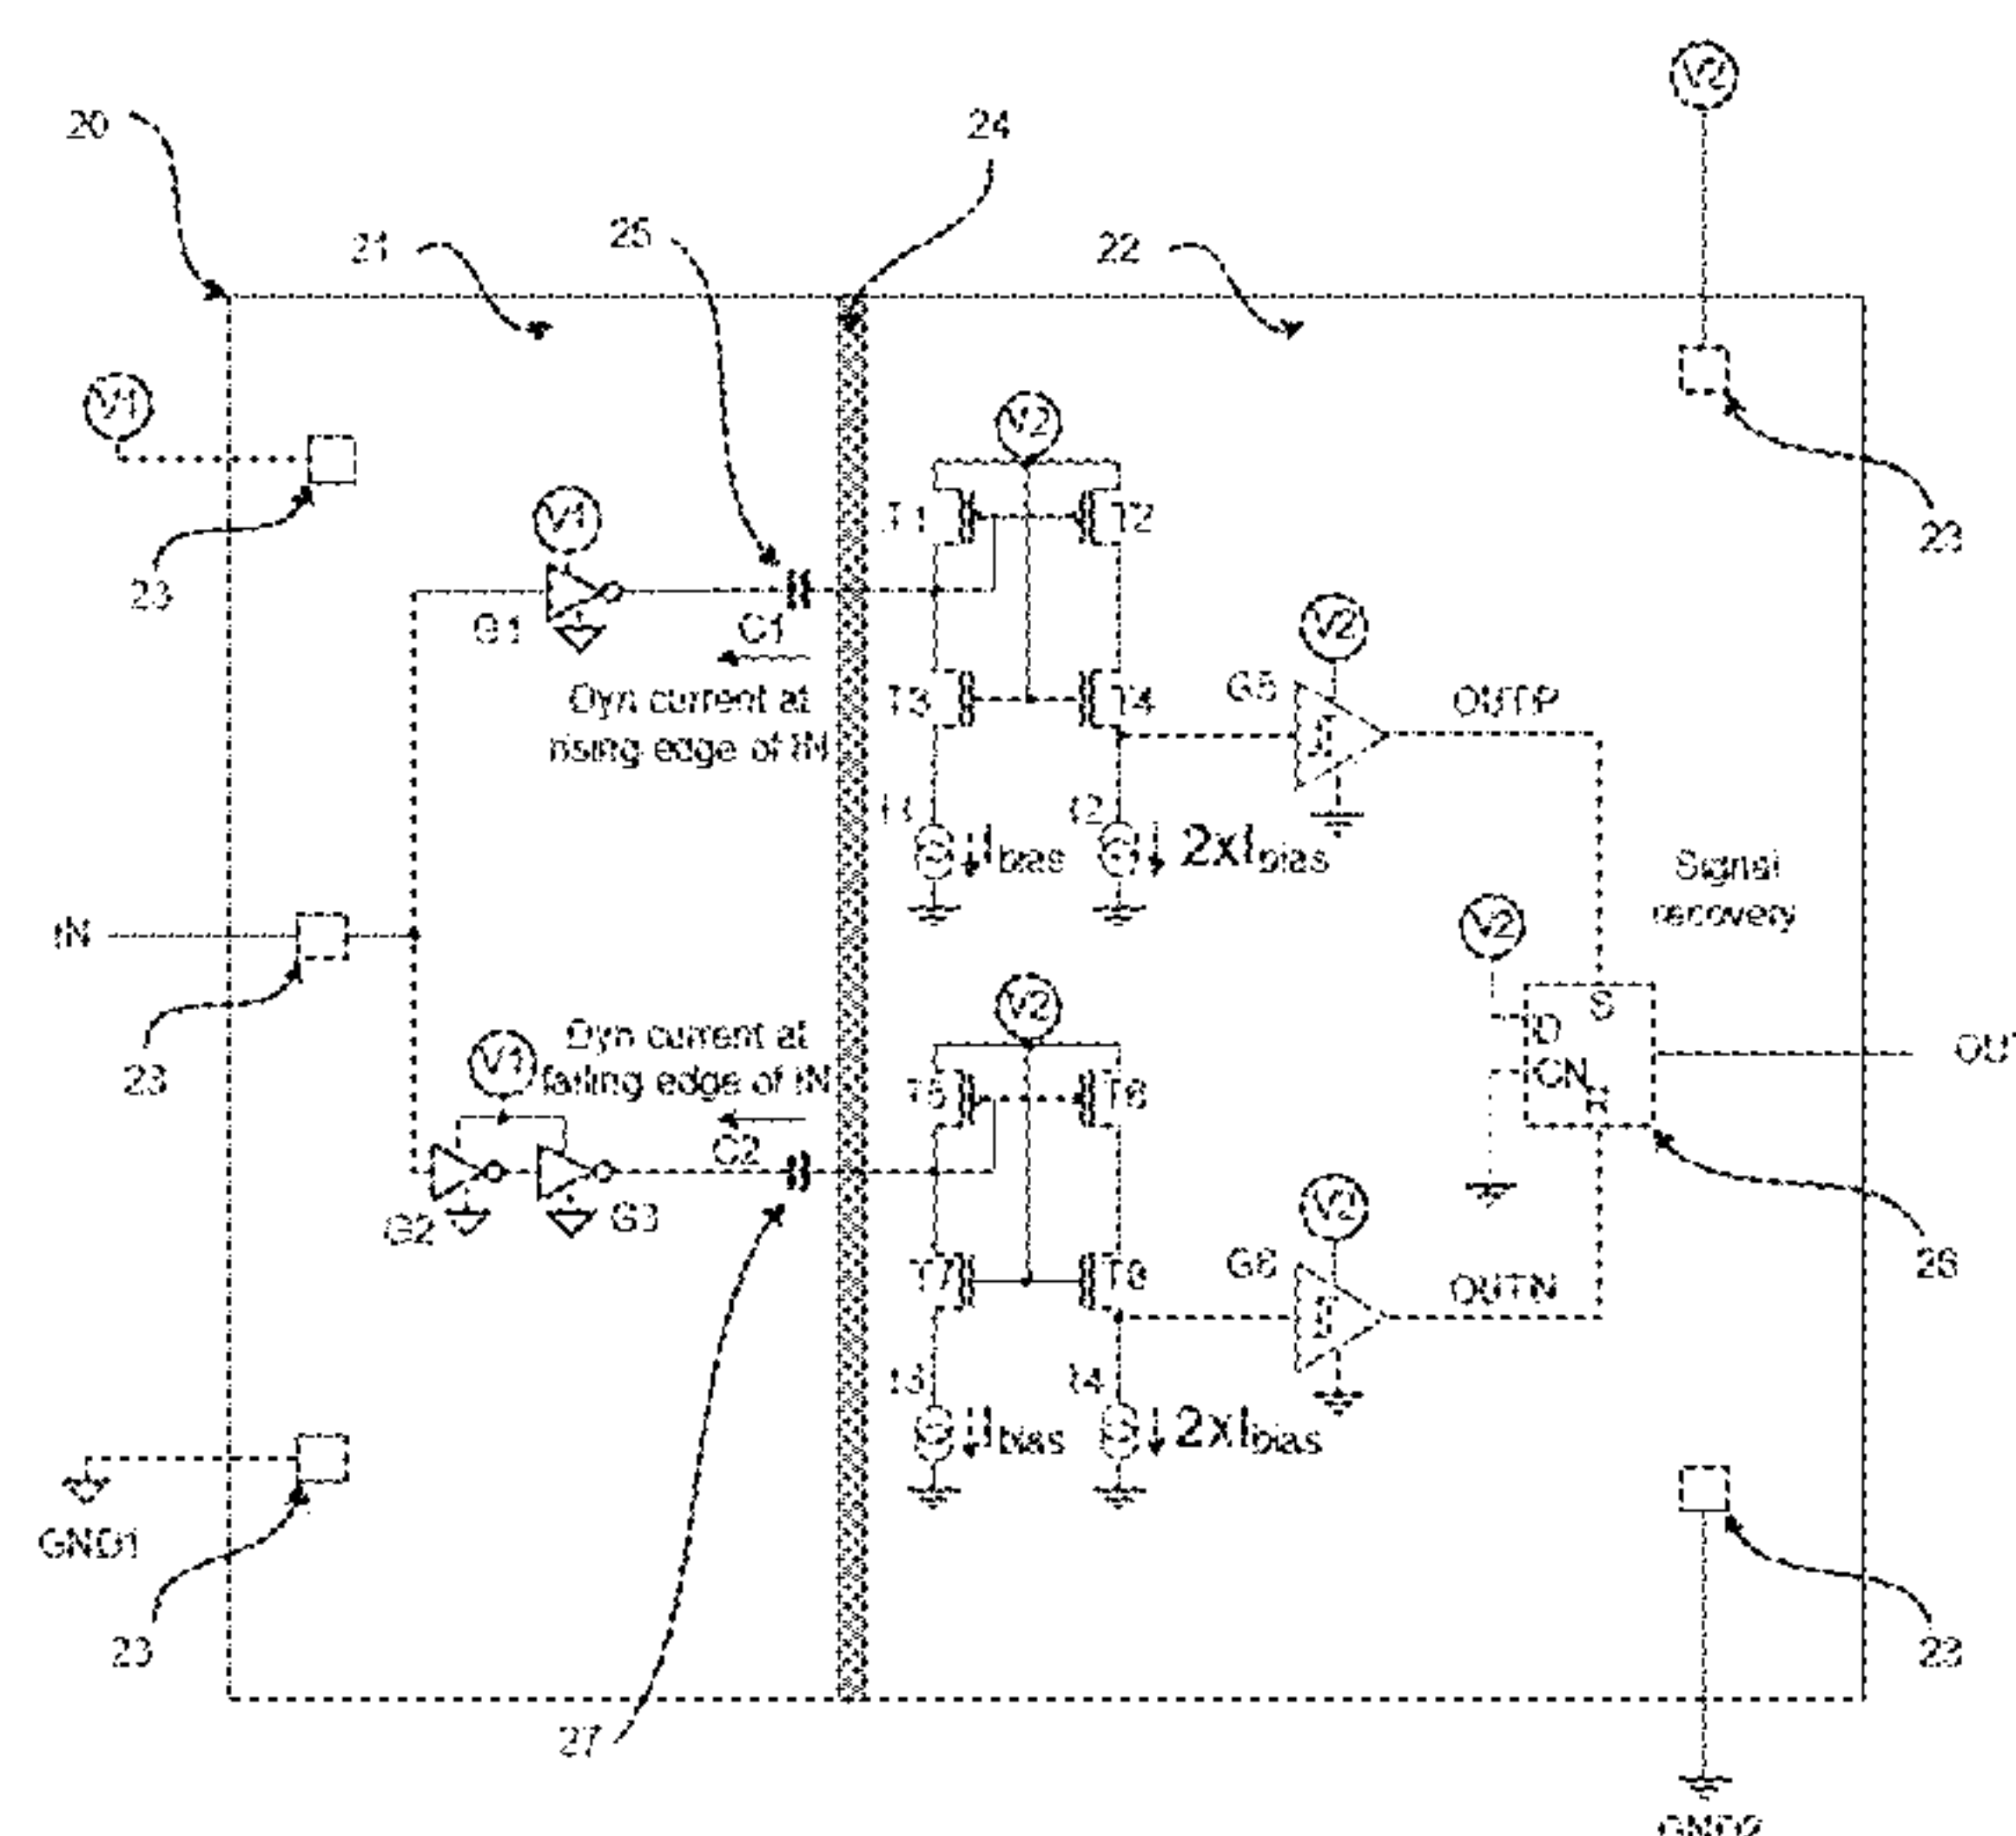 20
24
V2
21
25
22
V1
V2
23
23
V1
T1
T2
G1
C1
V2
Dyn current at
rising edge of IN
T3
T4
G5
OUTP
I1
I2
Ibias
2xIbias
Signal
recovery
IN
V2
23
V2
S
D
CN
OUT
Dyn current at
falling edge of IN
V1
T5
T6
C2
G2
G3
V2
T7
T8
G6
OUTN
26
I3
I4
Ibias
2xIbias
GND1
23
23
27
GND2